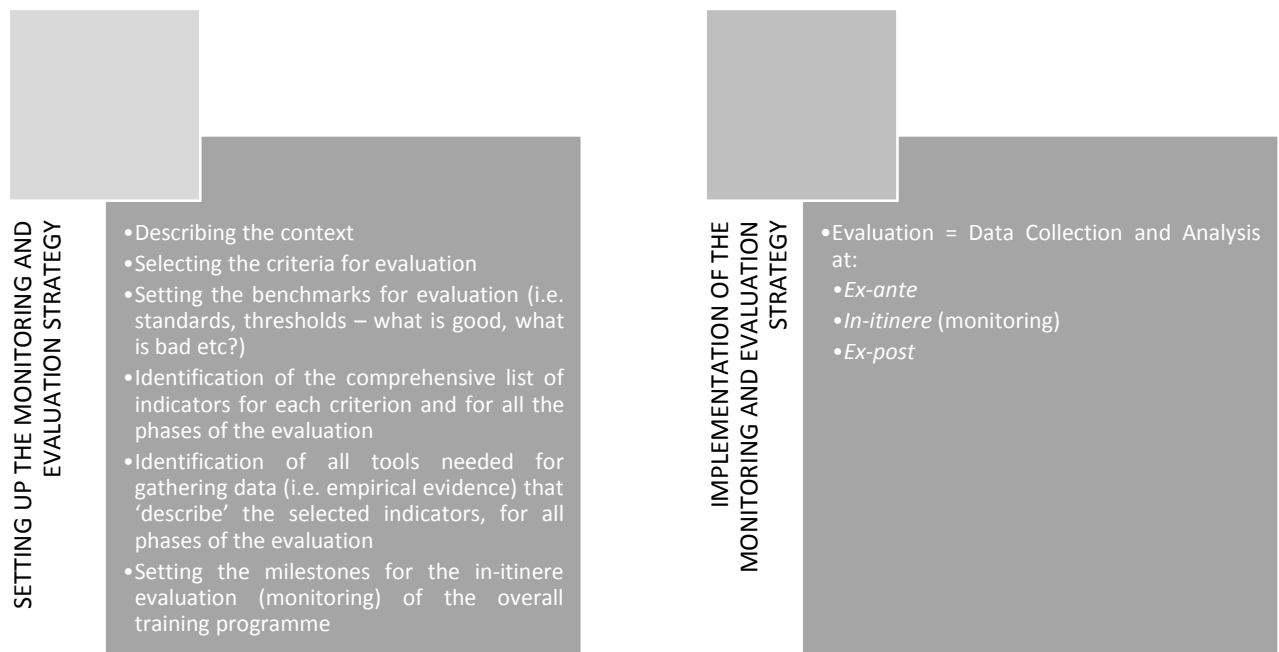 SETTING UP THE MONITORING AND
EVALUATION STRATEGY
•Describing the context
•Selecting the criteria for evaluation
•Setting the benchmarks for evaluation (i.e.
standards, thresholds – what is good, what
is bad etc?)
•Identification of the comprehensive list of
indicators for each criterion and for all the
phases of the evaluation
•Identification of all tools needed for
gathering data (i.e. empirical evidence) that
‘describe’ the selected indicators, for all
phases of the evaluation
•Setting the milestones for the in-itinere
evaluation (monitoring) of the overall
training programme
IMPLEMENTATION OF THE
MONITORING AND EVALUATION
STRATEGY
•Evaluation = Data Collection and Analysis
at:
•Ex-ante
•In-itinere (monitoring)
•Ex-post